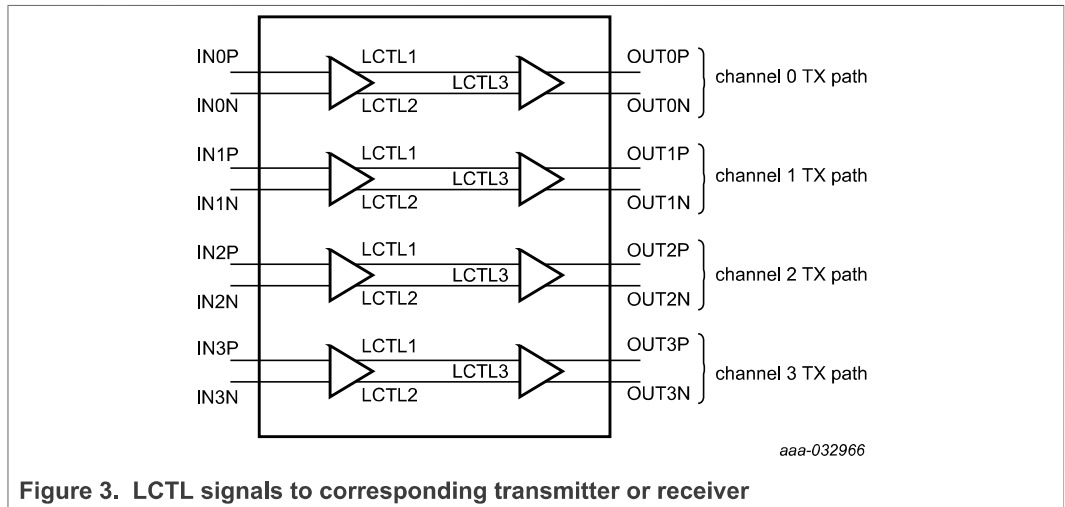 IN0P LCTL1 OUT0P
LCTL3 channel 0 TX path
IN0N LCTL2 OUT0N
IN1P LCTL1 OUT1P
LCTL3 channel 1 TX path
IN1N LCTL2 OUT1N
IN2P LCTL1 OUT2P
LCTL3 channel 2 TX path
IN2N LCTL2 OUT2N
IN3P LCTL1 OUT3P
LCTL3 channel 3 TX path
IN3N LCTL2 OUT3N
aaa-032966
Figure 3. LCTL signals to corresponding transmitter or receiver